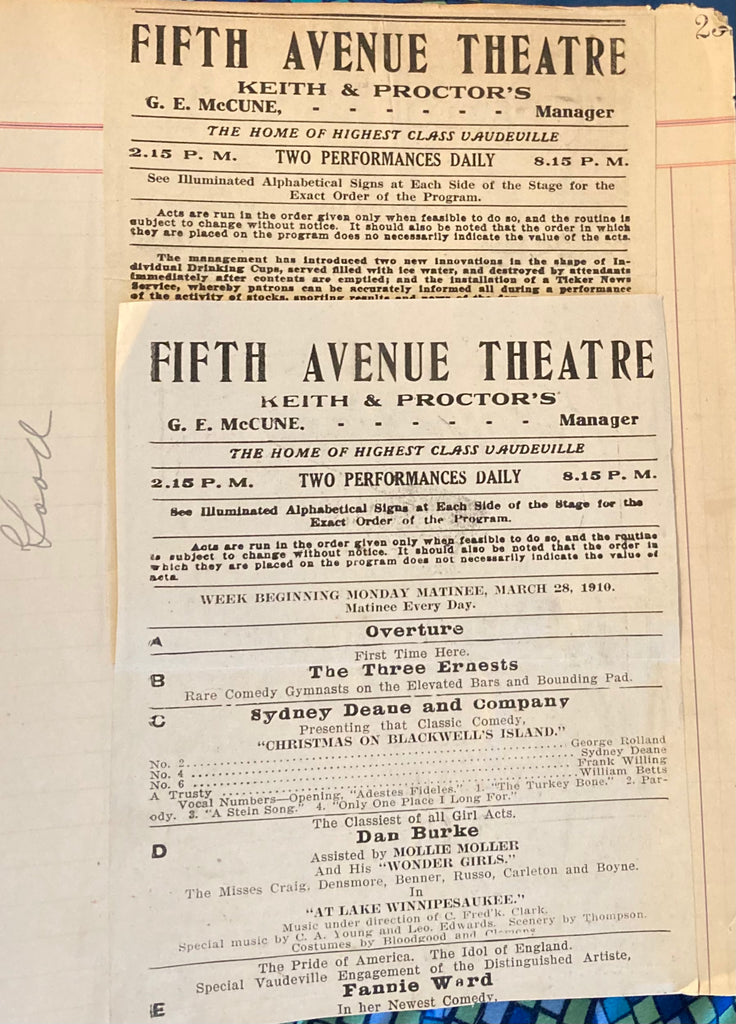 25
FIFTH AVENUE THEATRE
KEITH & PROCTOR'S
G. E. McCUNE, - - - - - - Manager
THE HOME OF HIGHEST CLASS VAUDEVILLE
2.15 P. M. TWO PERFORMANCES DAILY 8.15 P. M.
See Illuminated Alphabetical Signs at Each Side of the Stage for the
Exact Order of the Program.
Acts are run in the order given only when feasible to do so, and the routine is
subject to change without notice. It should also be noted that the order in which
they are placed on the program does no necessarily indicate the value of the acts.
The management has introduced two new innovations in the shape of In-
dividual Drinking Cups, served filled with ice water, and destroyed by attendants
immediately after contents are emptied; and the installation of a Ticker News
Service, whereby patrons can be accurately informed all during a performance
of the activity of stocks, sporting results and news of the
FIFTH AVENUE THEATRE
KEITH & PROCTOR'S
G. E. McCUNE. - - - - - - Manager
THE HOME OF HIGHEST CLASS VAUDEVILLE
2.15 P. M. TWO PERFORMANCES DAILY 8.15 P. M.
See Illuminated Alphabetical Signs at Each Side of the Stage for the
Exact Order of the Program.
Acts are run in the order given only when feasible to do so, and the routine
is subject to change without notice. It should also be noted that the order in
which they are placed on the program does not necessarily indicate the value of
acts.
WEEK BEGINNING MONDAY MATINEE, MARCH 28, 1910.
Matinee Every Day.
A Overture
First Time Here.
B The Three Ernests
Rare Comedy Gymnasts on the Elevated Bars and Bounding Pad.
C Sydney Deane and Company
Presenting that Classic Comedy,
"CHRISTMAS ON BLACKWELL'S ISLAND."
No. 2 ........ George Rolland
No. 4 ........ Sydney Deane
No. 6 ........ Frank Willing
A Trusty ........ William Betts
Vocal Numbers—Opening, "Adestes Fideles." 1. "The Turkey Bone." 2. Par-
ody. 3. "A Stein Song." 4. "Only One Place I Long For."
The Classiest of all Girl Acts.
D Dan Burke
Assisted by MOLLIE MOLLER
And His "WONDER GIRLS."
The Misses Craig, Densmore, Benner, Russo, Carleton and Boyne.
In
"AT LAKE WINNIPESAUKEE."
Music under direction of C. Fred'k. Clark.
Special music by C. A. Young and Leo. Edwards. Scenery by Thompson.
Costumes by Bloodgood and
The Pride of America. The Idol of England.
Special Vaudeville Engagement of the Distinguished Artiste,
E Fannie Ward
In her Newest Comedy,